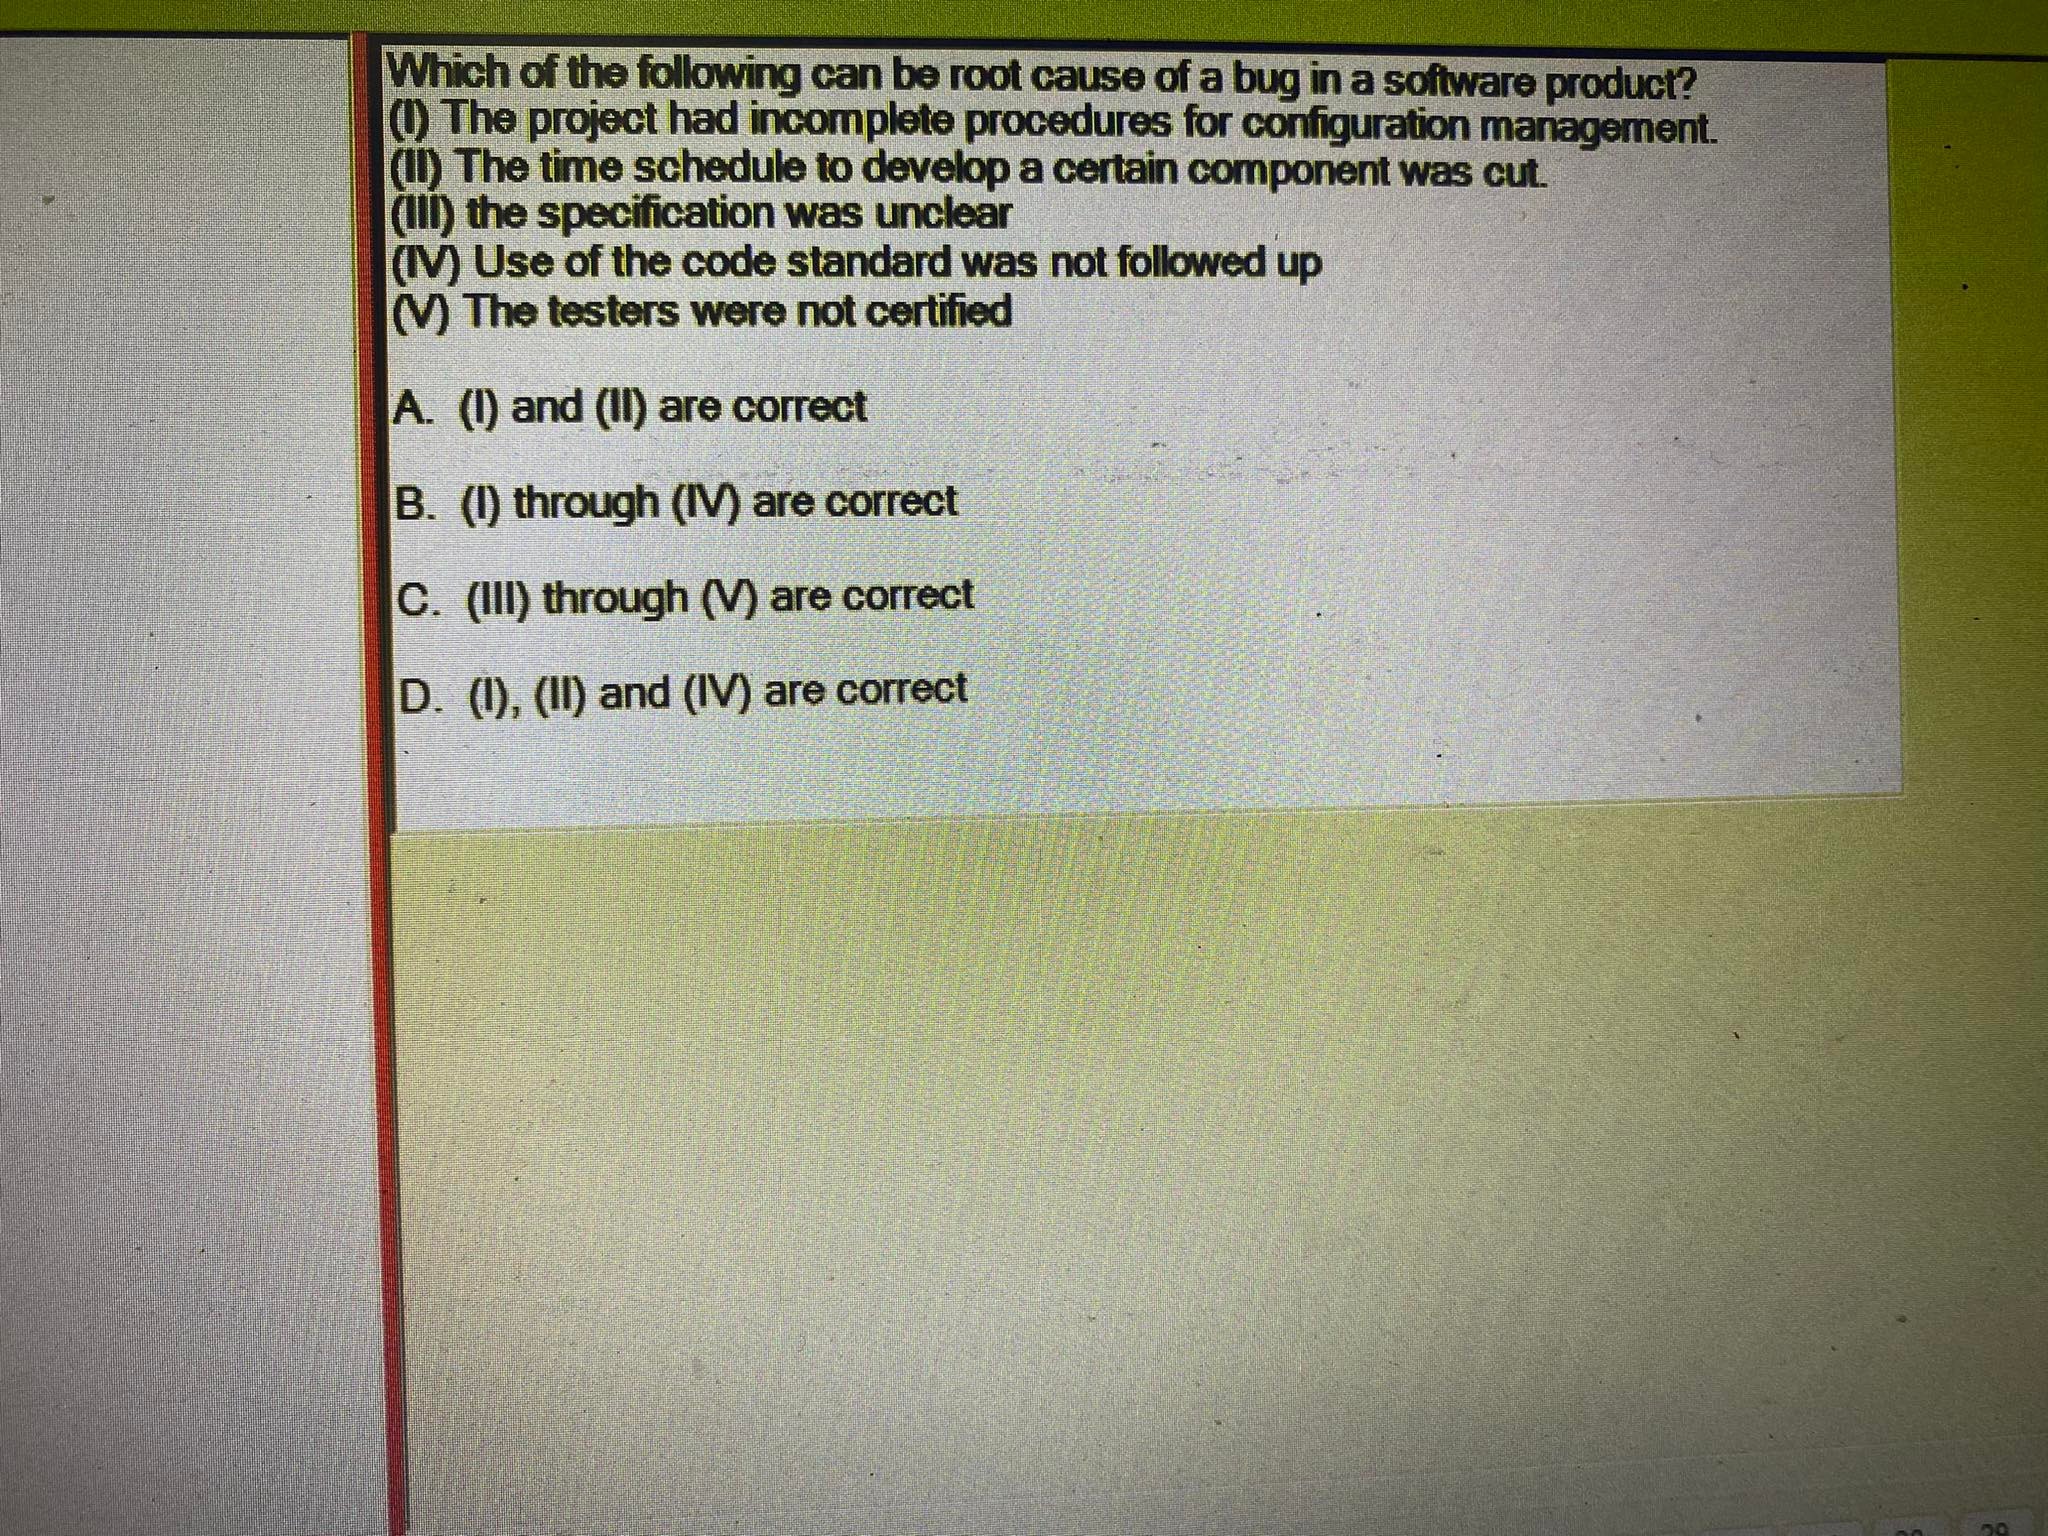 Which of the following can be root cause of a bug in a software product?
(I) The project had incomplete procedures for configuration management.
(II) The time schedule to develop a certain component was cut.
(III) the specification was unclear
(IV) Use of the code standard was not followed up
(V) The testers were not certified
A. (I) and (II) are correct
B. (I) through (IV) are correct
C. (III) through (V) are correct
D. (I), (II) and (IV) are correct